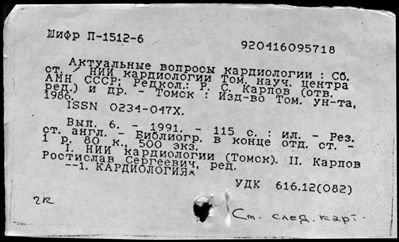 Шифр П-1512-6
920416095718
Актуальные вопросы кардиологии : Сб.
ст. / НИИ кардиологии Том. науч. центра
АМН СССР; Редкол.: Р. С. Карпов (отв.
ред.) и др. - Томск : Изд-во Том. ун-та,
1986.
ISSN 0234-047X.
Вып. 6. - 1991. - 115 с. : ил. - Рез.
ст. англ. - Библиогр. в конце отд. ст. -
1 р. 80 к., 500 экз.
I. НИИ кардиологии (Томск). II. Карпов
Ростислав Сергеевич, ред.
--1. КАРДИОЛОГИЯ*
УДК 616.12(082)
Ст. след. карт.